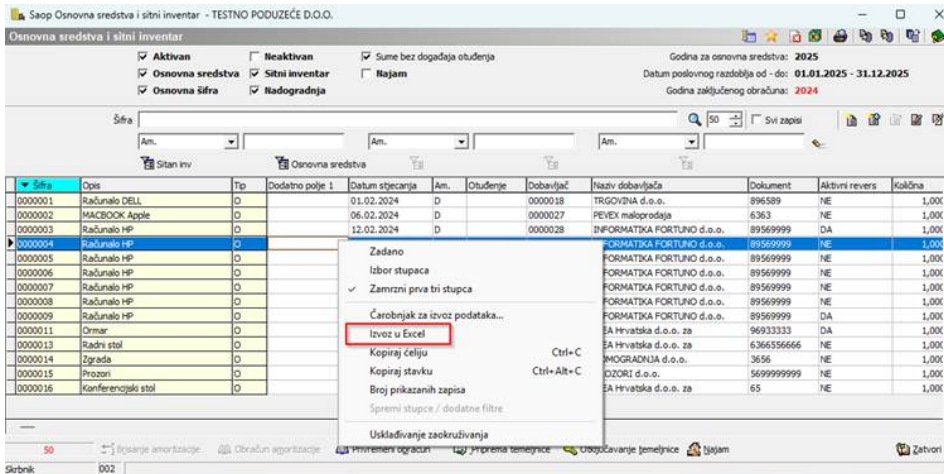 Saop Osnovna sredstva i sitni inventar - TESTNO PODUZEĆE D.O.O.
Osnovna sredstva i sitni inventar
Aktivan Neaktivan Sume bez događaja otuđenja Godina za osnovna sredstva: 2025
Osnovna sredstva Sitni inventar Najam Datum poslovnog razdoblja od - do: 01.01.2025 - 31.12.2025
Osnovna šifra Nadogradnja Godina zaključenog obračuna: 2024
Šifra 50 Svi zapisi
Am. Am. Am.
Sitan inv Osnovna sredstva
Šifra Opis Tip Dodatno polje 1 Datum stjecanja Am. Otuđenje Dobavljač Naziv dobavljača Dokument Aktivni revers Količina
0000001 Računalo DELL O 01.02.2024 D 0000018 TRGOVINA d.o.o. 896589 NE 1,000
0000002 MACBOOK Apple O 06.02.2024 D 0000027 PEVEX maloprodaja 6363 NE 1,000
0000003 Računalo HP O 12.02.2024 D 0000028 INFORMATIKA FORTUNO d.o.o. 89569999 DA 1,000
0000004 Računalo HP O FORMATIKA FORTUNO d.o.o. 89569999 NE 1,000
0000005 Računalo HP O FORMATIKA FORTUNO d.o.o. 89569999 NE 1,000
0000006 Računalo HP O FORMATIKA FORTUNO d.o.o. 89569999 NE 1,000
0000007 Računalo HP O FORMATIKA FORTUNO d.o.o. 89569999 NE 1,000
0000008 Računalo HP O FORMATIKA FORTUNO d.o.o. 89569999 NE 1,000
0000009 Računalo HP O FORMATIKA FORTUNO d.o.o. 89569999 DA 1,000
0000011 Ormar O EA Hrvatska d.o.o. za 96933333 DA 1,000
0000013 Radni stol O EA Hrvatska d.o.o. za 6366556666 NE 1,000
0000014 Zgrada O OMOGRADNJA d.o.o. 3656 NE 1,000
0000015 Prozori O OZORI d.o.o. 5699999999 NE 1,000
0000016 Konferencijski stol O EA Hrvatska d.o.o. za 65 NE 1,000
Zadano
Izbor stupaca
Zamrzni prva tri stupca
Čarobnjak za izvoz podataka...
Izvoz u Excel
Kopiraj ćeliju Ctrl+C
Kopiraj stavku Ctrl+Alt+C
Broj prikazanih zapisa
Spremi stupce / dodatne filtre
Usklađivanje zaokruživanja
50 Brisanje amortizacije Obračun amortizacije Privremeni obračun Priprema temeljnice Obojučavanje temeljnice Najam Zatvori
Skrbnik 002